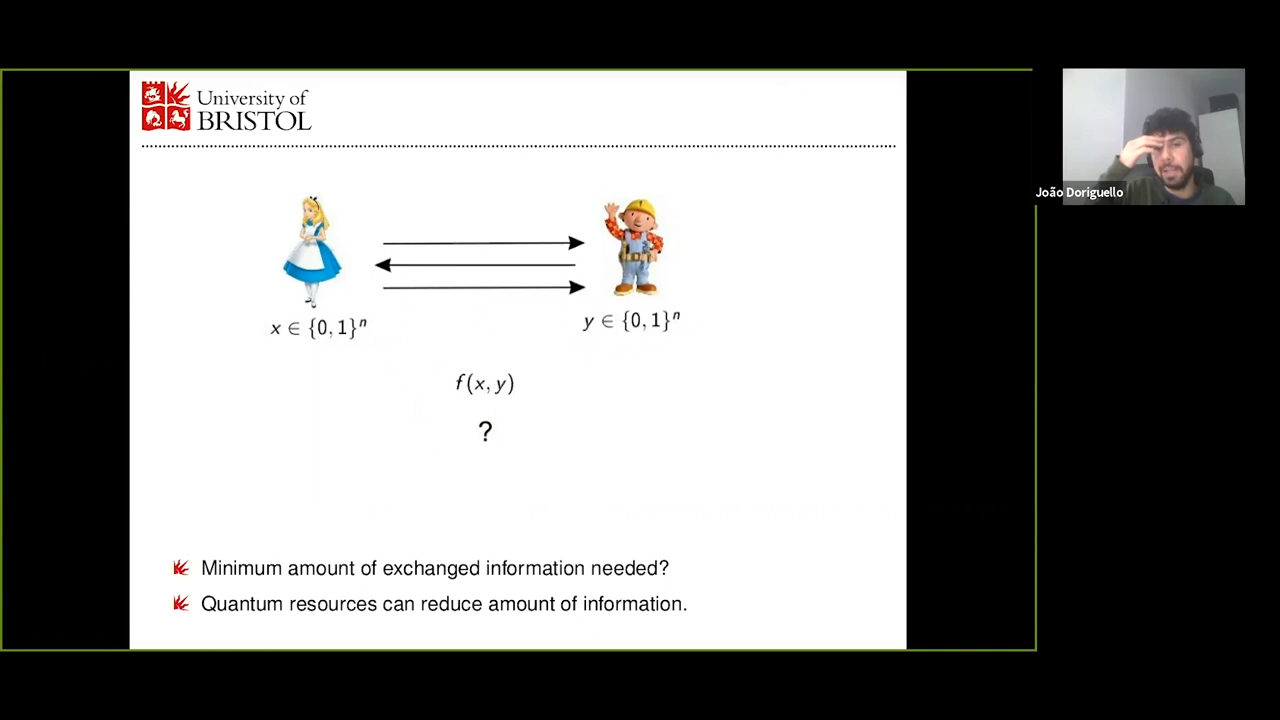 University of
BRISTOL
João Doriguello
x ∈ {0, 1}ⁿ
y ∈ {0, 1}ⁿ
f(x, y)
?
Minimum amount of exchanged information needed?
Quantum resources can reduce amount of information.